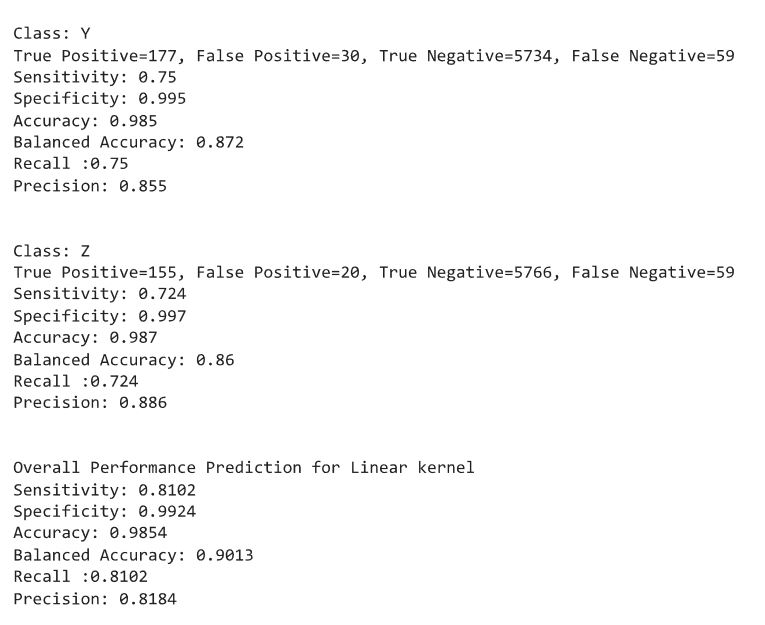 Class: Y
True Positive=177, False Positive=30, True Negative=5734, False Negative=59
Sensitivity: 0.75
Specificity: 0.995
Accuracy: 0.985
Balanced Accuracy: 0.872
Recall :0.75
Precision: 0.855
Class: Z
True Positive=155, False Positive=20, True Negative=5766, False Negative=59
Sensitivity: 0.724
Specificity: 0.997
Accuracy: 0.987
Balanced Accuracy: 0.86
Recall :0.724
Precision: 0.886
Overall Performance Prediction for Linear kernel
Sensitivity: 0.8102
Specificity: 0.9924
Accuracy: 0.9854
Balanced Accuracy: 0.9013
Recall :0.8102
Precision: 0.8184